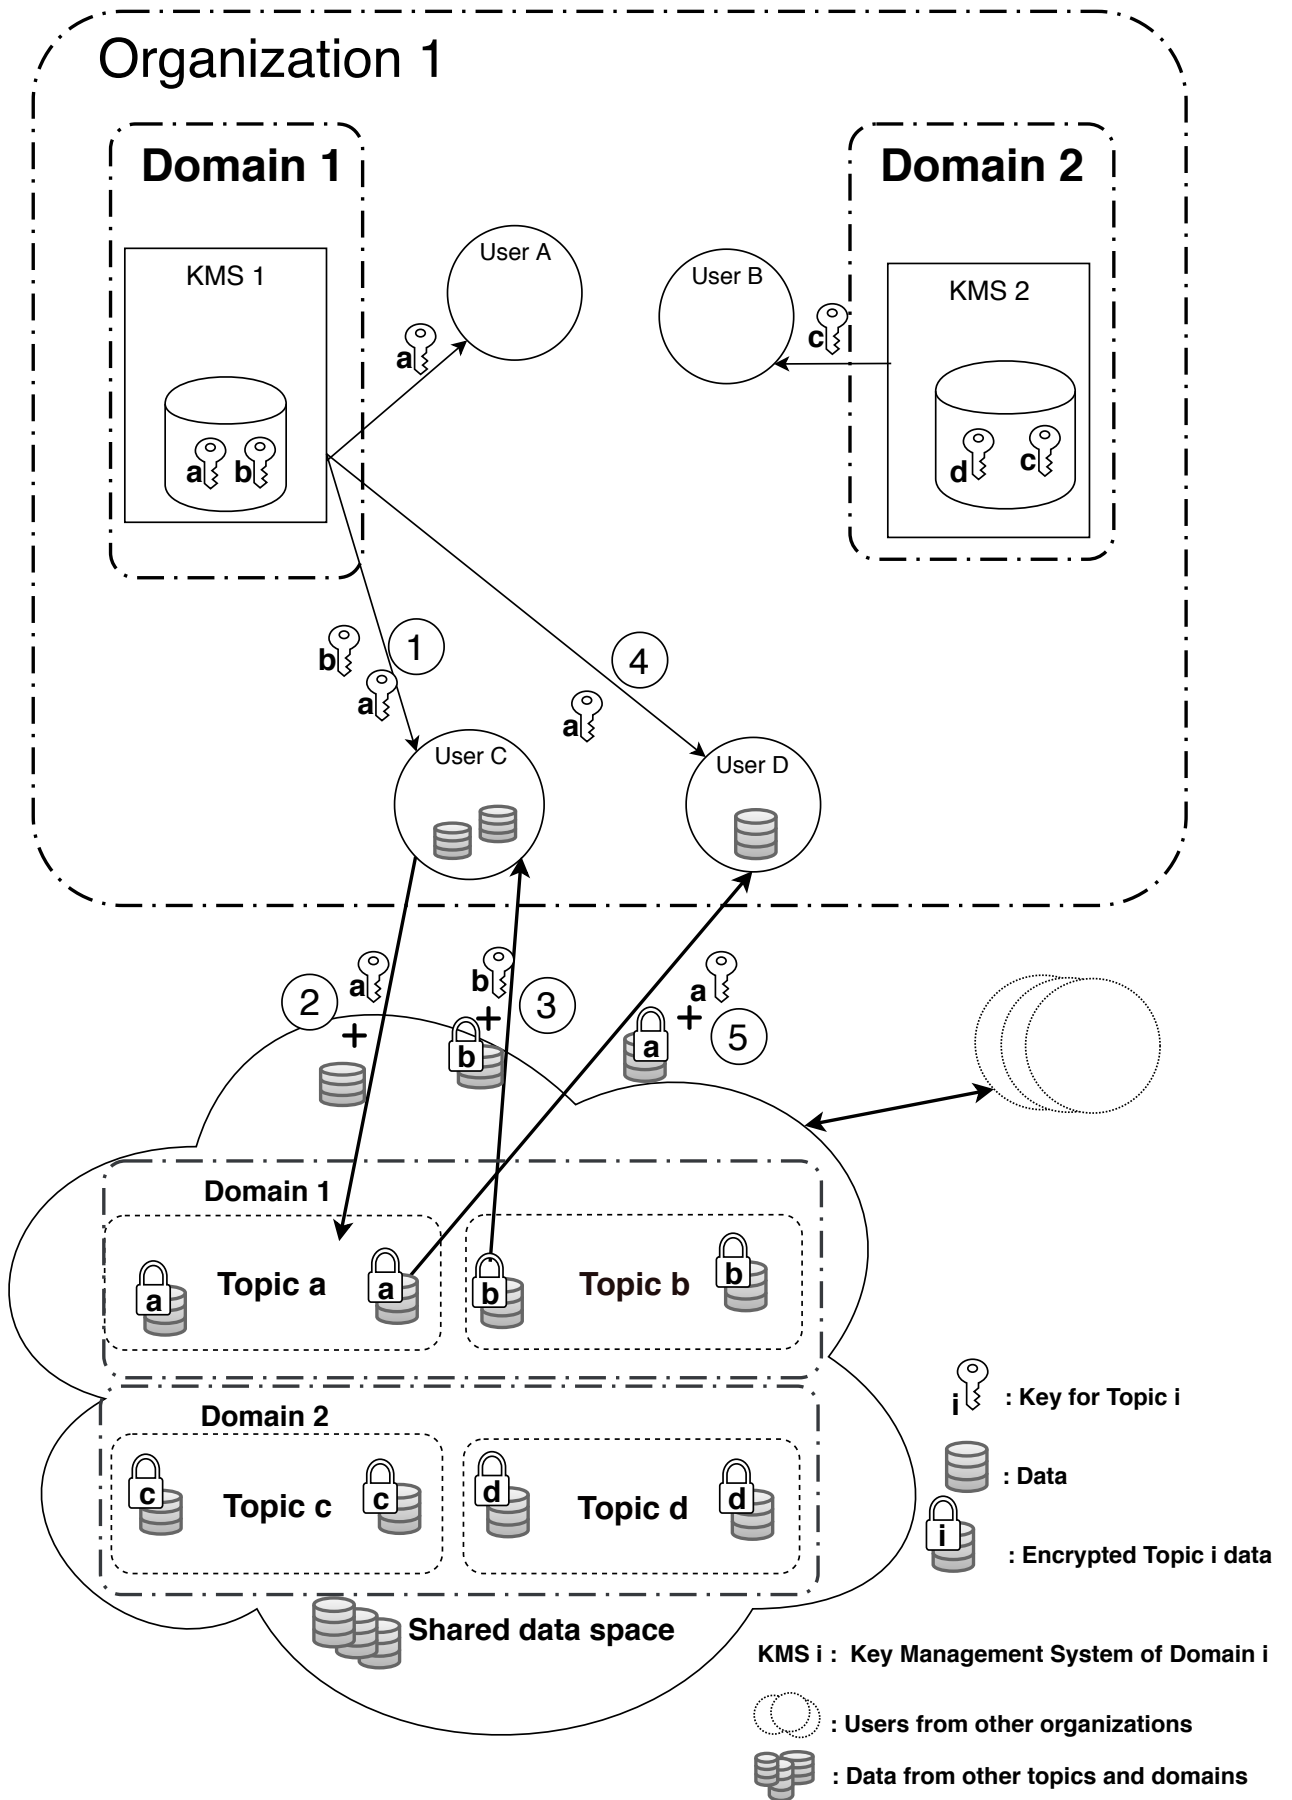 Organization 1
Domain 1
Domain 2
KMS 1
User A
User B
KMS 2
a
c
a
b
d
c
b
a
1
4
a
User C
User D
2
a
b
3
a
5
+
+
+
b
a
Domain 1
a
Topic a
a
b
Topic b
b
Domain 2
c
Topic c
c
d
Topic d
d
Shared data space
i
: Key for Topic i
: Data
i
: Encrypted Topic i data
KMS i : Key Management System of Domain i
: Users from other organizations
: Data from other topics and domains